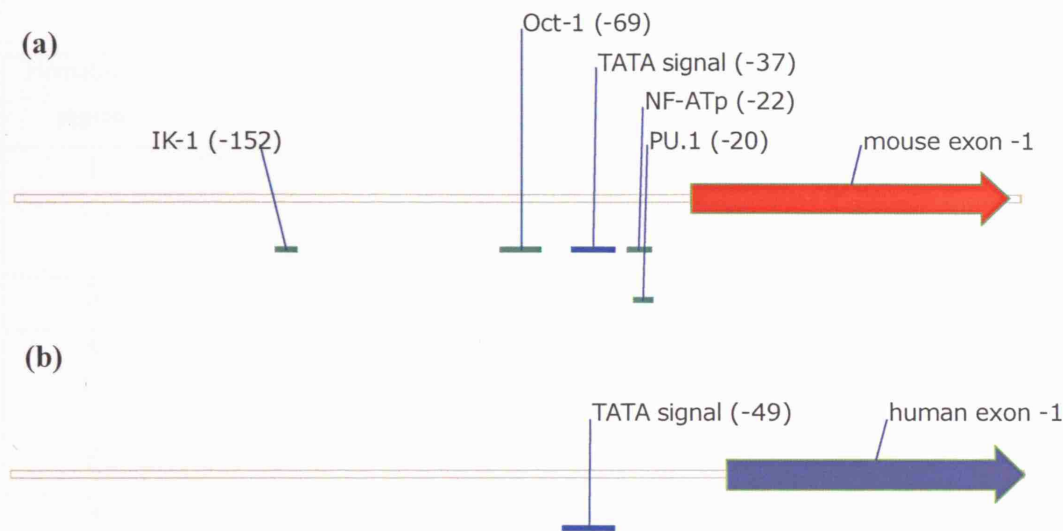 (a)
Oct-1 (-69)
TATA signal (-37)
NF-ATp (-22)
IK-1 (-152)
PU.1 (-20)
mouse exon -1
(b)
TATA signal (-49)
human exon -1